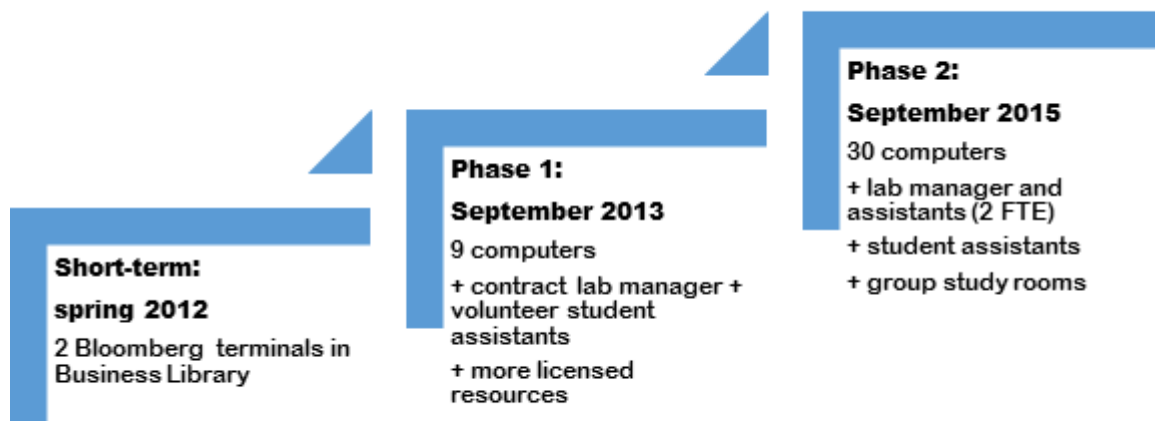 Short-term:
spring 2012
2 Bloomberg terminals in
Business Library
Phase 1:
September 2013
9 computers
+ contract lab manager +
volunteer student
assistants
+ more licensed
resources
Phase 2:
September 2015
30 computers
+ lab manager and
assistants (2 FTE)
+ student assistants
+ group study rooms